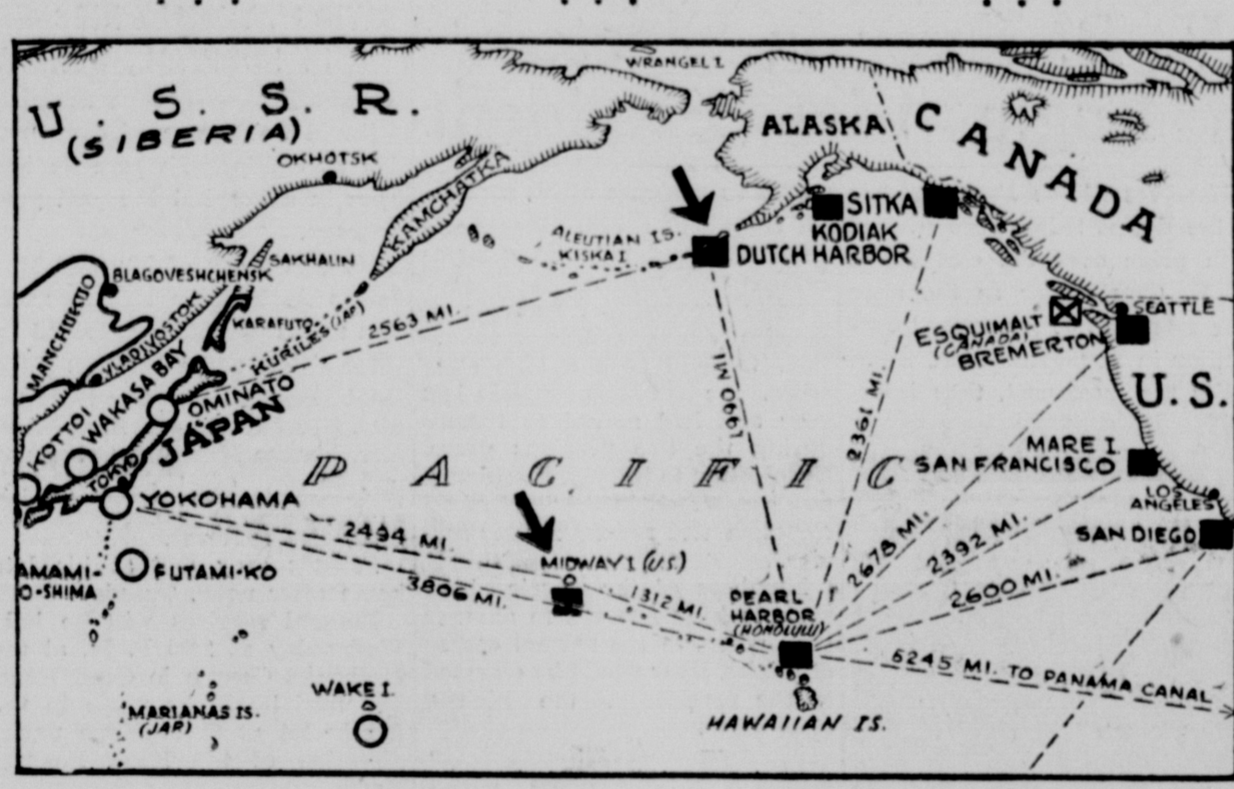 WRANGEL I.
U. S. S. R.
(SIBERIA)
ALASKA
CANADA
OKHOTSK
KAMCHATKA
SITKA
KODIAK
DUTCH HARBOR
ALEUTIAN IS.
KISKA I
SAKHALIN
BLAGOVESHCHENSK
MANCHUKUO
VLADIVOSTOK
KARAFUTO
KURILES (JAP)
2563 MI.
1990 MI
2361 MI.
SEATTLE
ESQUIMALT
(CANADA)
BREMERTON
U.S.
WAKASA BAY
OMINATO
JAPAN
KOTTOI
TOKYO
YOKOHAMA
PACIFIC
MARE I.
SAN FRANCISCO
LOS
ANGELES
SAN DIEGO
2494 MI.
3806 MI.
MIDWAY I (U.S.)
1312 MI.
2678 MI.
2392 MI.
2600 MI.
AMAMI-
O-SHIMA
FUTAMI-KO
PEARL
HARBOR
(HONOLULU)
5245 MI. TO PANAMA CANAL
WAKE I.
MARIANAS IS.
(JAP)
HAWAIIAN IS.